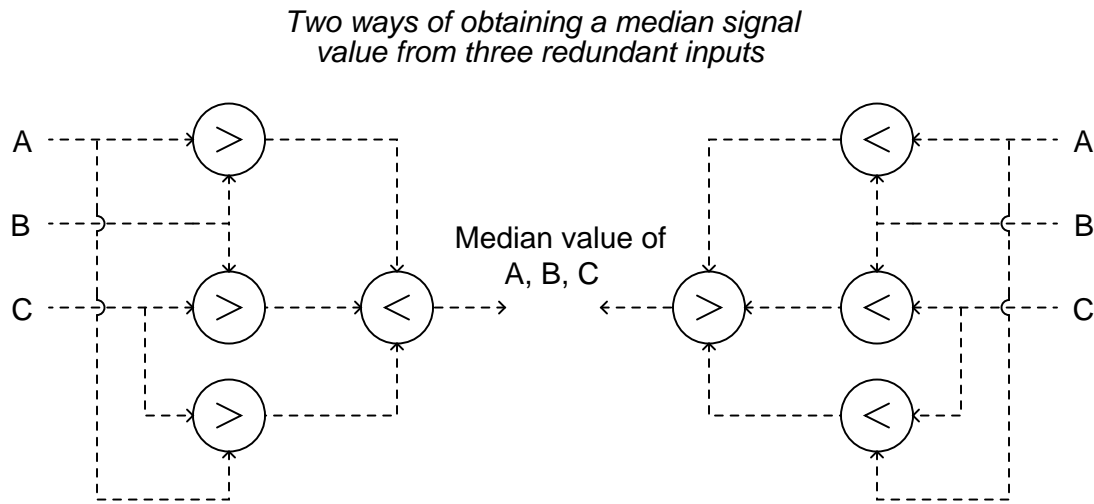 Two ways of obtaining a median signal
value from three redundant inputs
A > < A
B B
Median value of
A, B, C
C > < > < C
> <